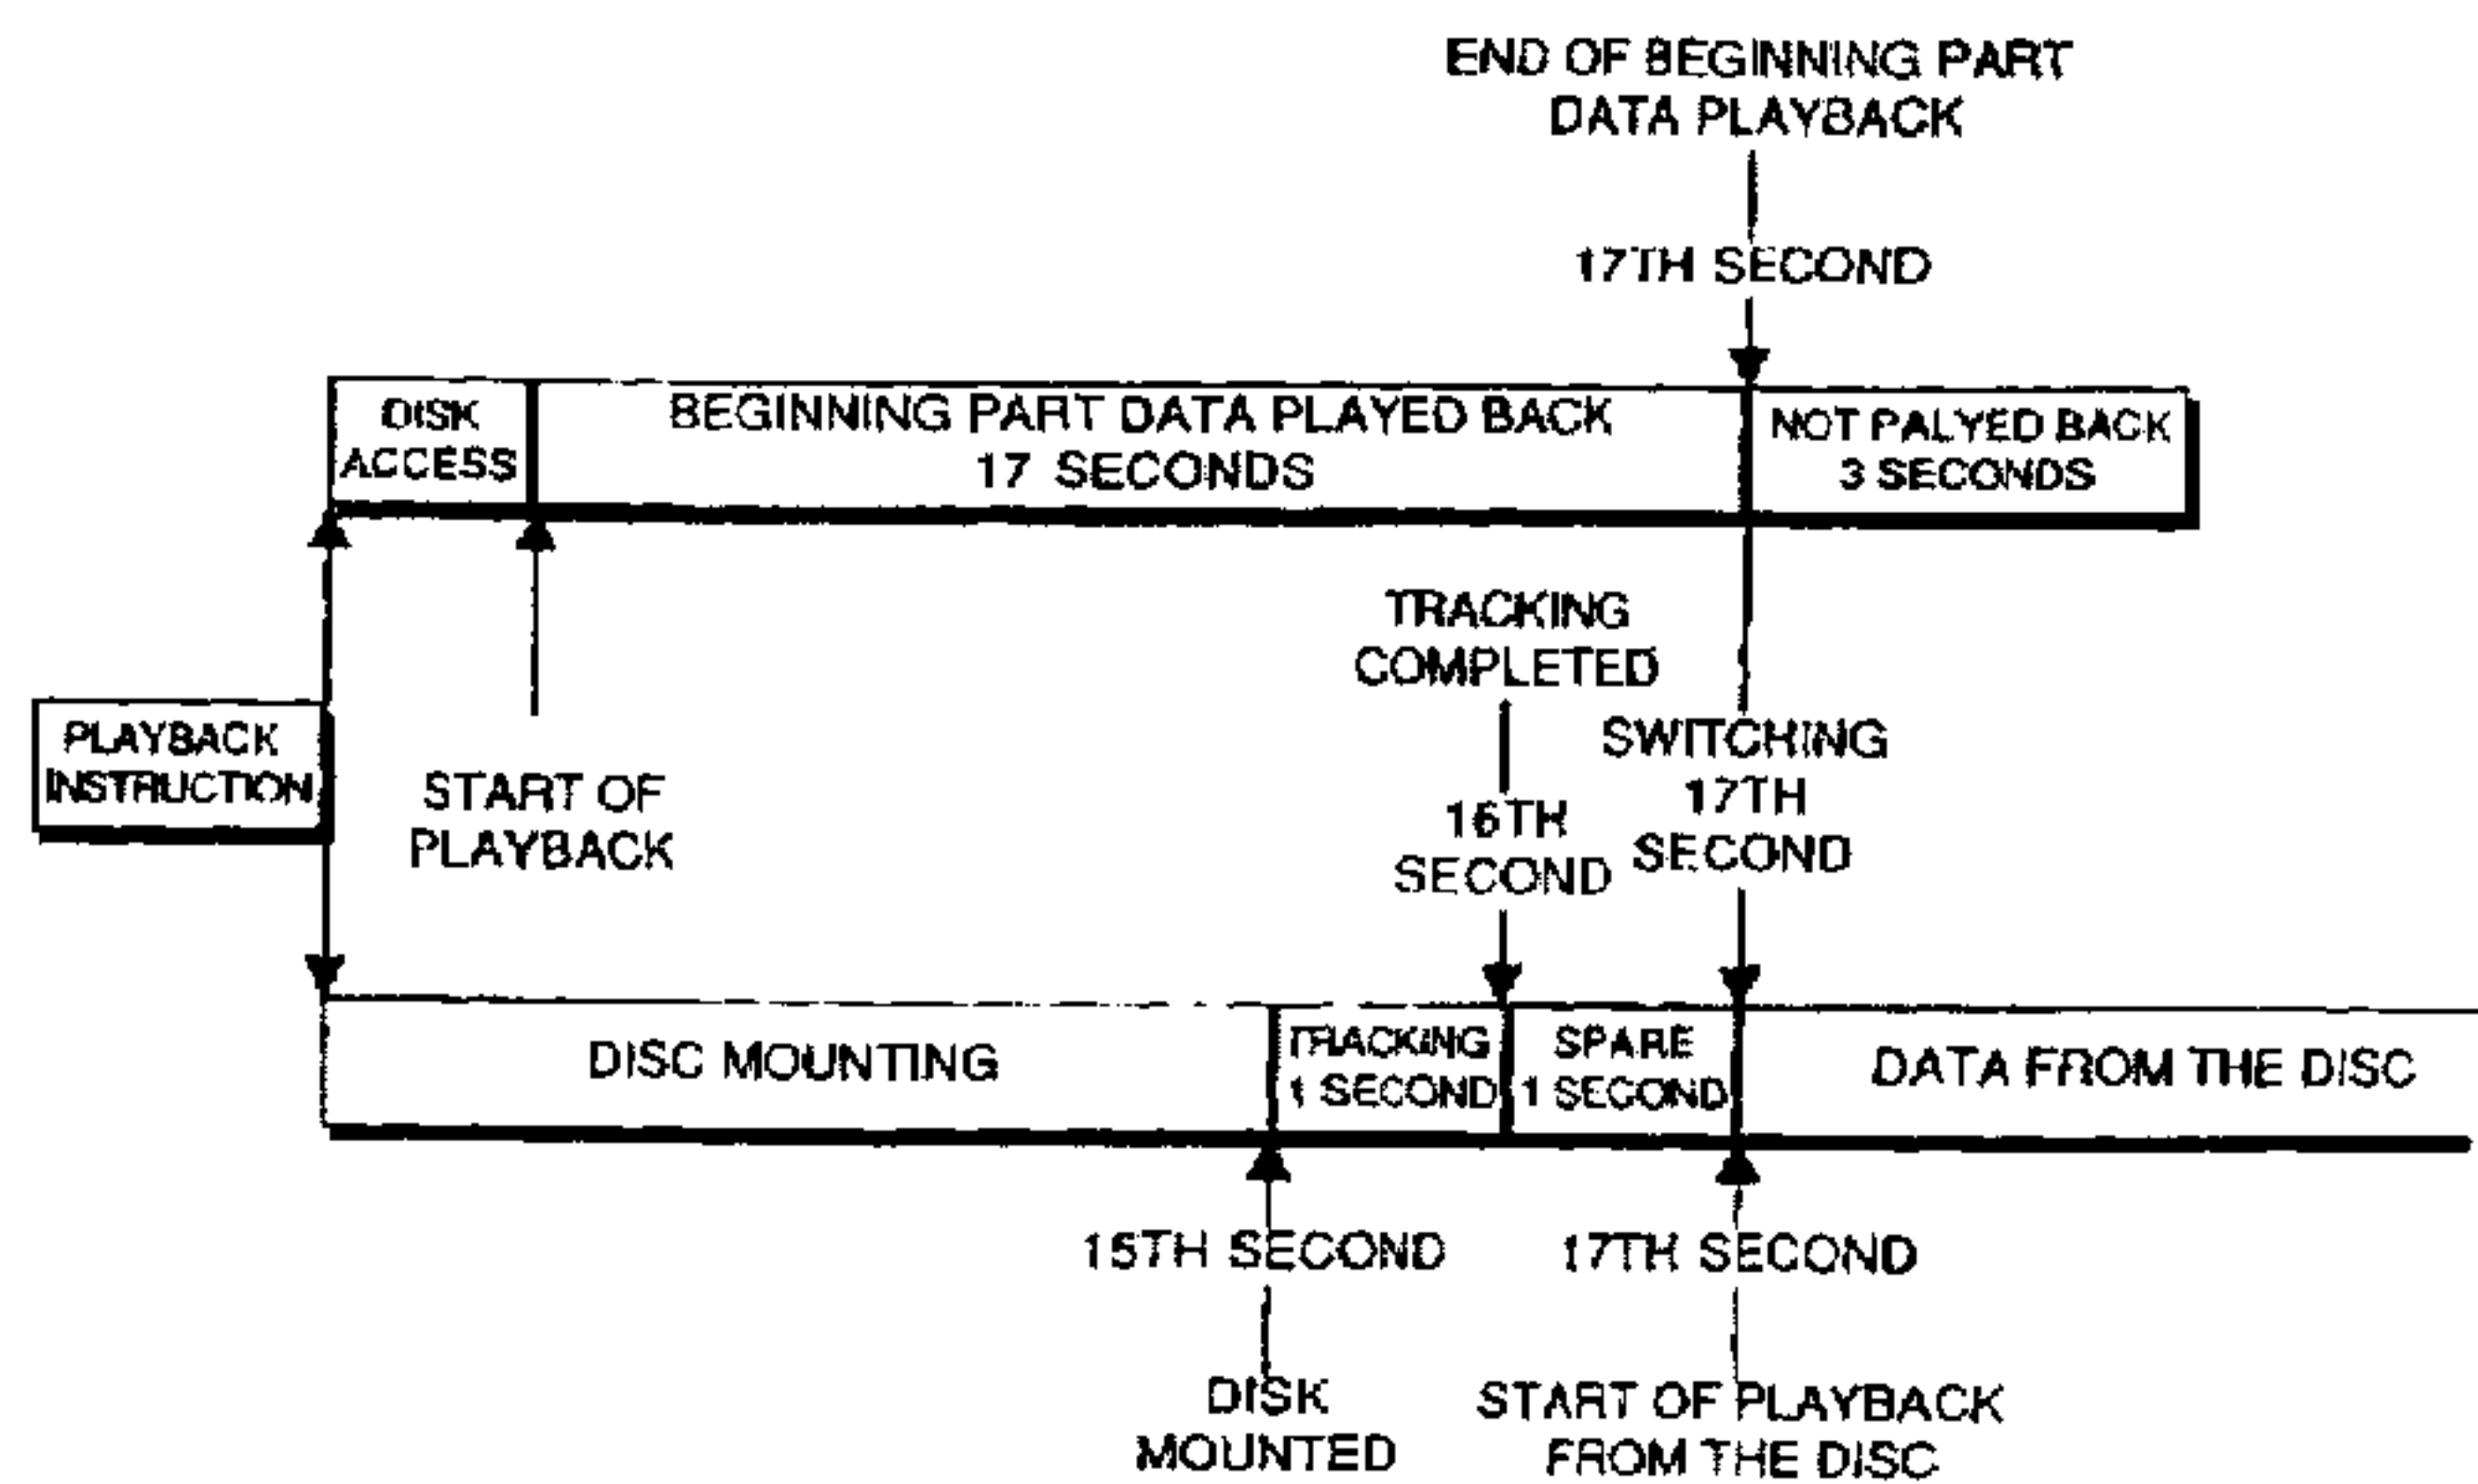 END OF BEGINNING PART
DATA PLAYBACK
17TH SECOND
DISK
ACCESS
BEGINNING PART DATA PLAYED BACK
17 SECONDS
NOT PALYED BACK
3 SECONDS
PLAYBACK
INSTRUCTION
START OF
PLAYBACK
TRACKING
COMPLETED
16TH
SECOND
SWITCHING
17TH
SECOND
DISC MOUNTING
TRACKING
1 SECOND
SPARE
1 SECOND
DATA FROM THE DISC
15TH SECOND
17TH SECOND
DISK
MOUNTED
START OF PLAYBACK
FROM THE DISC